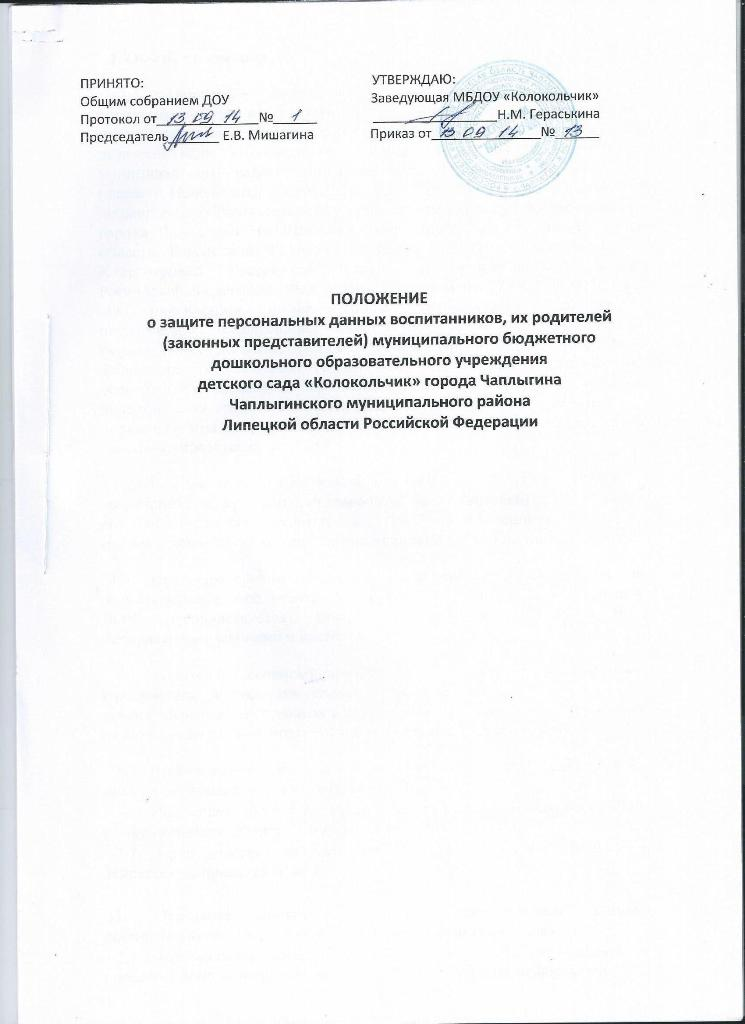 ПРИНЯТО:
Общим собранием ДОУ
Протокол от 13 09 14 № 1
Председатель Е.В. Мишагина
УТВЕРЖДАЮ:
Заведующая МБДОУ «Колокольчик»
Н.М. Гераськина
Приказ от 13 09 14 № 13
ПОЛОЖЕНИЕ
о защите персональных данных воспитанников, их родителей
(законных представителей) муниципального бюджетного
дошкольного образовательного учреждения
детского сада «Колокольчик» города Чаплыгина
Чаплыгинского муниципального района
Липецкой области Российской Федерации